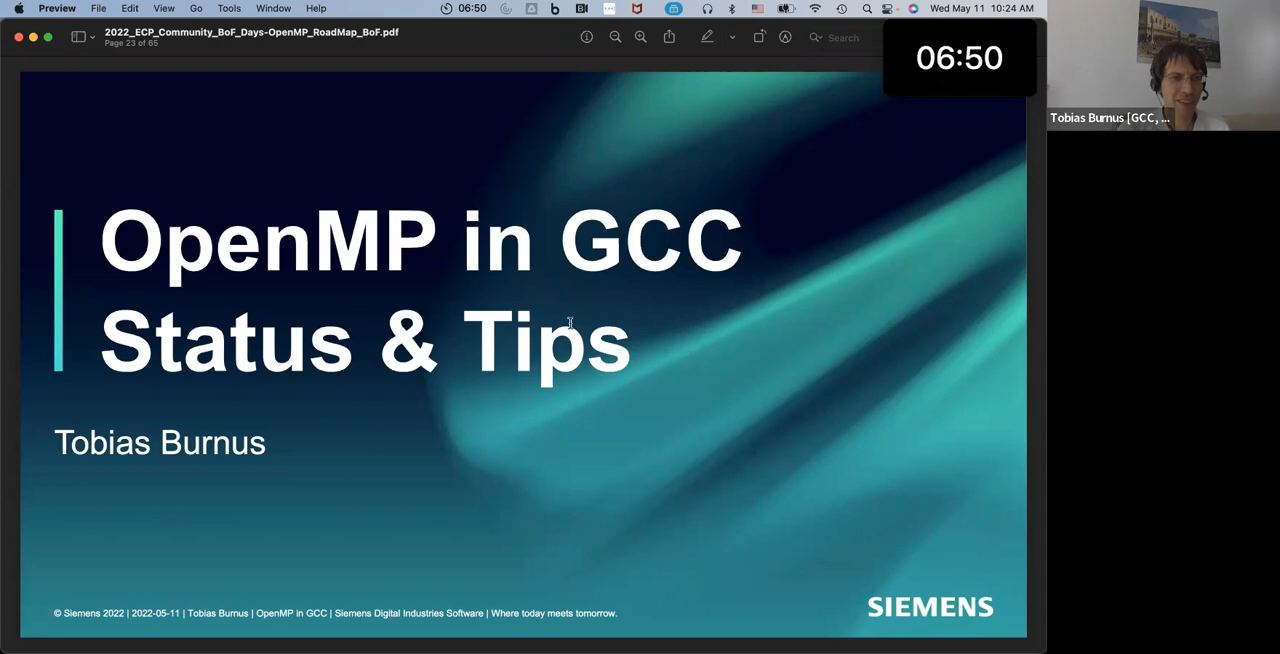 Preview File Edit View Go Tools Window Help 06:50 Wed May 11 10:24 AM
2022_ECP_Community_BoF_Days-OpenMP_RoadMap_BoF.pdf
Page 23 of 65
Search
06:50
Tobias Burnus [GCC, ...
OpenMP in GCC
Status & Tips
Tobias Burnus
© Siemens 2022 | 2022-05-11 | Tobias Burnus | OpenMP in GCC | Siemens Digital Industries Software | Where today meets tomorrow.
SIEMENS